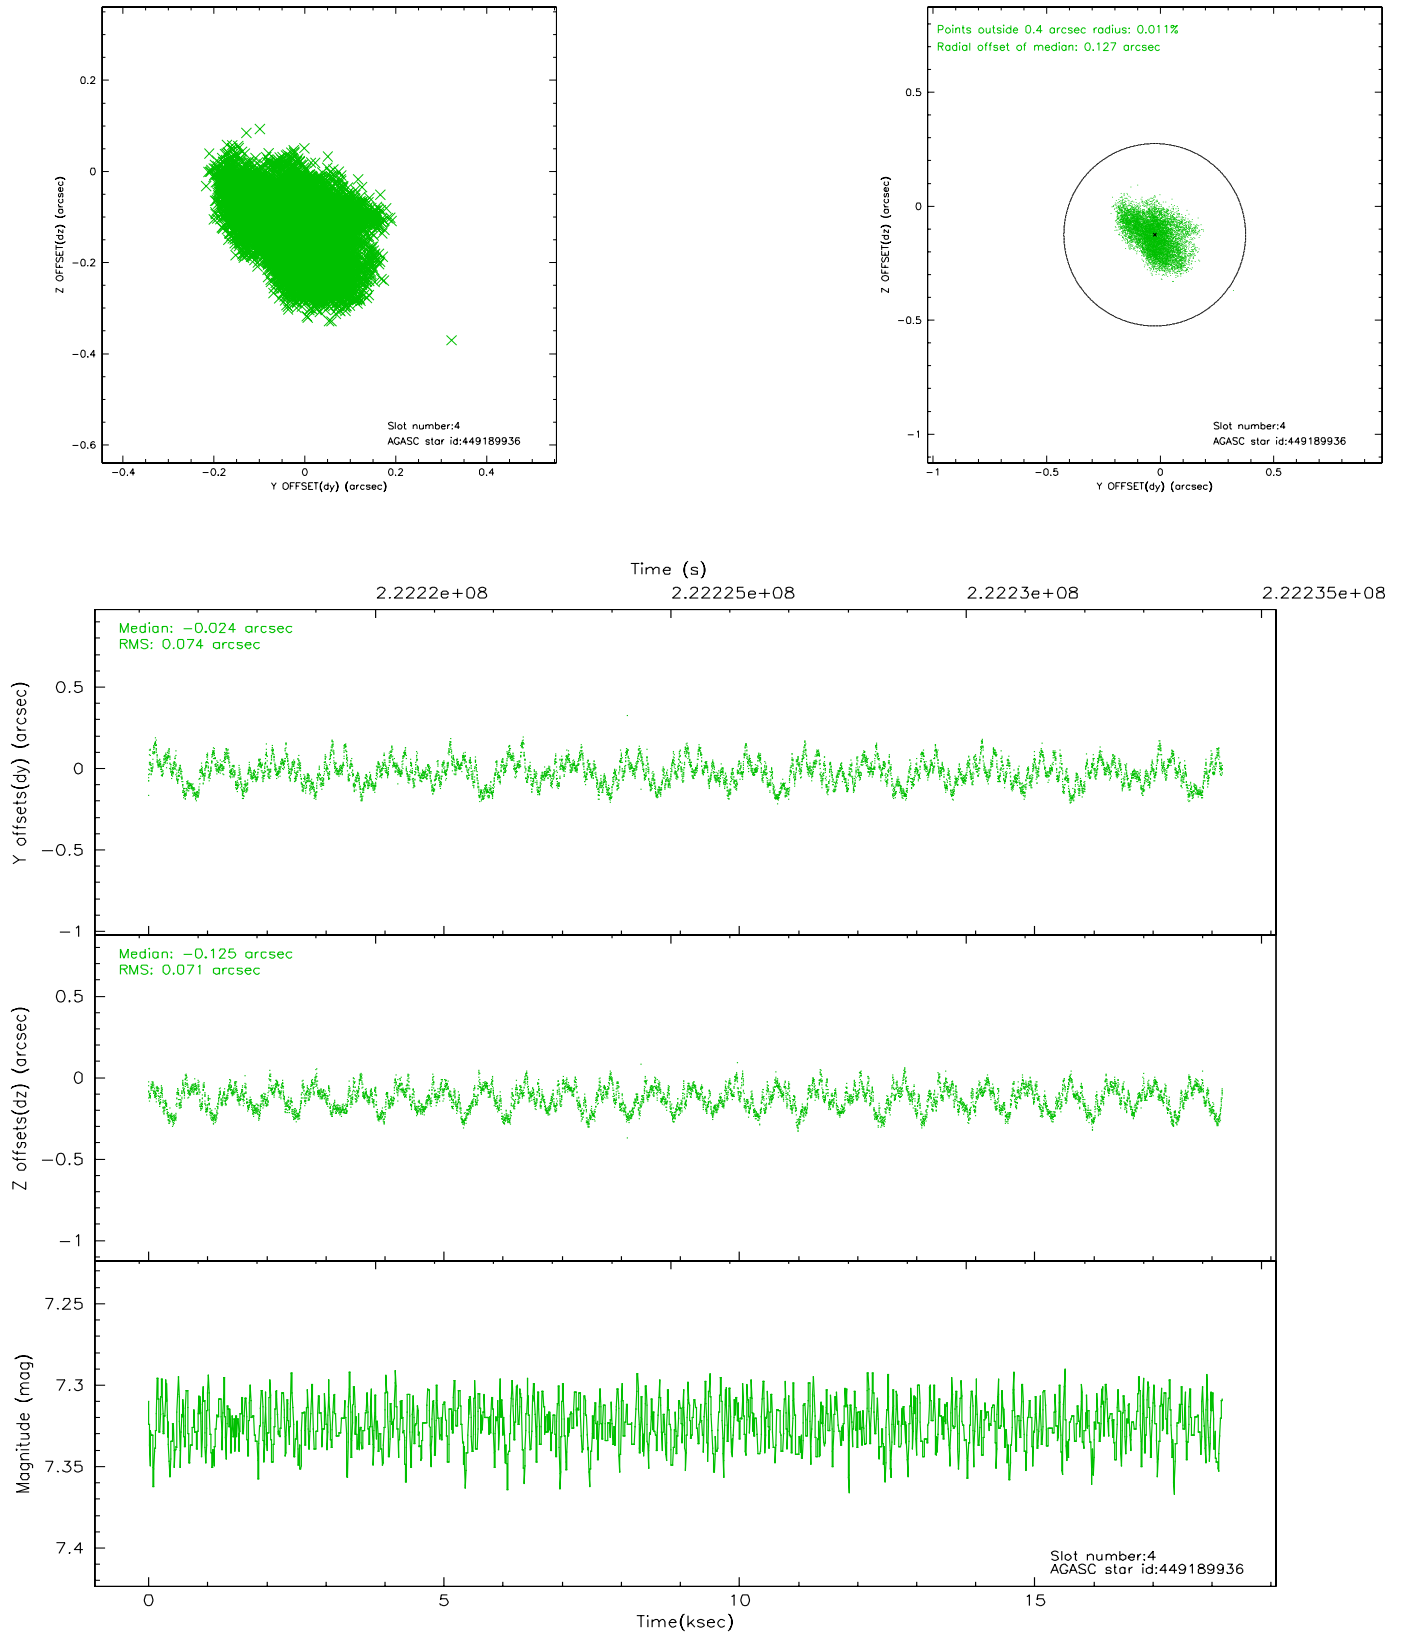 0.2
0
−0.2
−0.4
−0.6
Z OFFSET(dz) (arcsec)
Slot number:4
AGASC star id:449189936
−0.4
−0.2
0
0.2
0.4
Y OFFSET(dy) (arcsec)
Points outside 0.4 arcsec radius: 0.011%
Radial offset of median: 0.127 arcsec
0.5
0
−0.5
−1
Z OFFSET(dz) (arcsec)
Slot number:4
AGASC star id:449189936
−1
−0.5
0
0.5
Y OFFSET(dy) (arcsec)
Time (s)
2.2222e+08
2.22225e+08
2.2223e+08
2.22235e+08
Median: −0.024 arcsec
RMS: 0.074 arcsec
0.5
0
−0.5
−1
Y offsets(dy) (arcsec)
Median: −0.125 arcsec
RMS: 0.071 arcsec
0.5
0
−0.5
−1
Z offsets(dz) (arcsec)
7.25
7.3
7.35
7.4
Magnitude (mag)
Slot number:4
AGASC star id:449189936
0
5
10
15
Time(ksec)